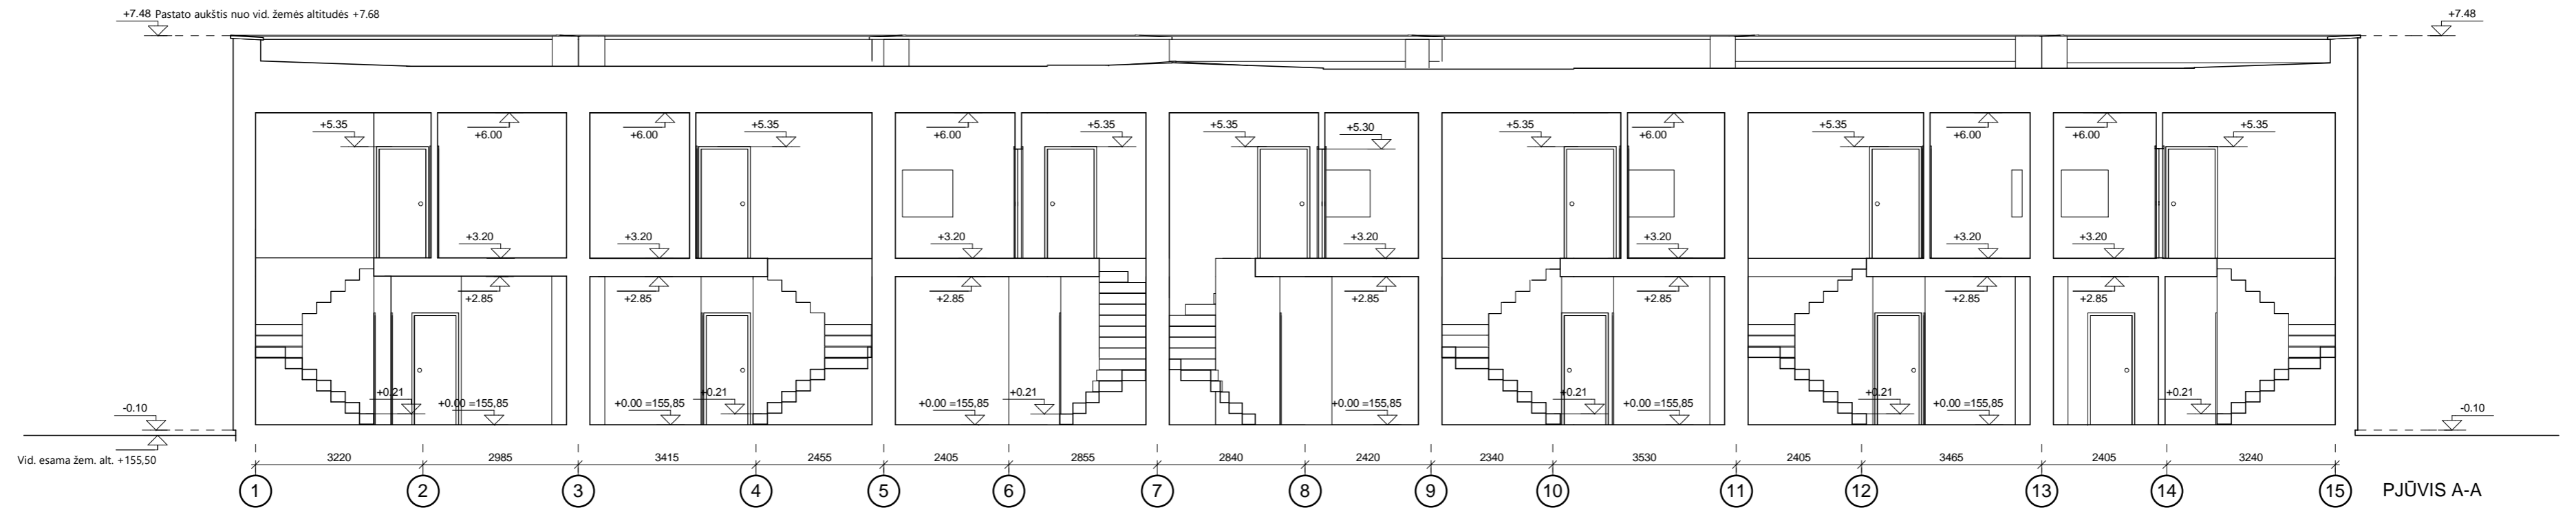 +7.48 Pastato aukštis nuo vid. žemės altitudės +7.68
+7.48
+5.35 +6.00 +6.00 +5.35 +6.00 +5.35 +5.35 +5.30 +5.35 +6.00 +5.35 +6.00 +6.00 +5.35
+3.20 +3.20 +3.20 +3.20 +3.20 +3.20 +3.20
+2.85 +2.85 +2.85 +2.85 +2.85 +2.85 +2.85
+0.21 +0.21 +0.21 +0.21 +0.21 +0.21
+0.00 =155,85 +0.00 =155,85 +0.00 =155,85 +0.00 =155,85 +0.00 =155,85 +0.00 =155,85
-0.10 -0.10
Vid. esama žem. alt. +155,50
3220 2985 3415 2455 2405 2855 2840 2420 2340 3530 2405 3465 2405 3240
1 2 3 4 5 6 7 8 9 10 11 12 13 14 15 PJŪVIS A-A